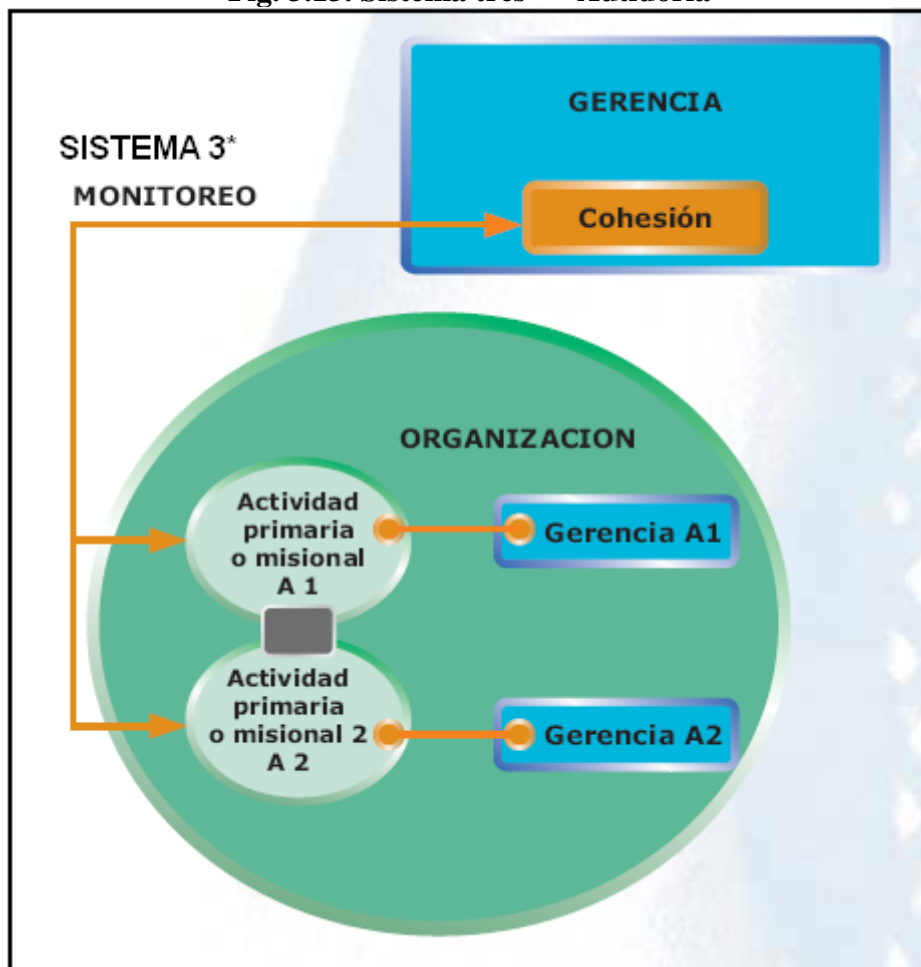 GERENCIA
SISTEMA 3*
MONITOREO
Cohesión
ORGANIZACION
Actividad
primaria
o misional
A 1
Gerencia A1
Actividad
primaria
o misional 2
A 2
Gerencia A2